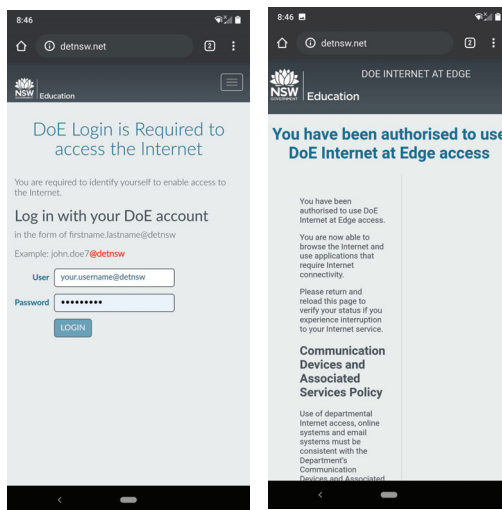 8:46
detnsw.net
2
NSW
GOVERNMENT
Education
DoE Login is Required to
access the Internet
You are required to identify yourself to enable access to
the Internet.
Log in with your DoE account
in the form of firstname.lastname@detnsw
Example: john.doe7@detnsw
User
your.username@detnsw
Password
•••••••••
LOGIN
8:46
detnsw.net
2
NSW
GOVERNMENT
Education
DOE INTERNET AT EDGE
You have been authorised to use
DoE Internet at Edge access
You have been
authorised to use DoE
Internet at Edge access.
You are now able to
browse the Internet and
use applications that
require Internet
connectivity.
Please return and
reload this page to
verify your status if you
experience interruption
to your Internet service.
Communication
Devices and
Associated
Services Policy
Use of departmental
Internet access, online
systems and email
systems must be
consistent with the
Department's
Communication
Devices and Associated